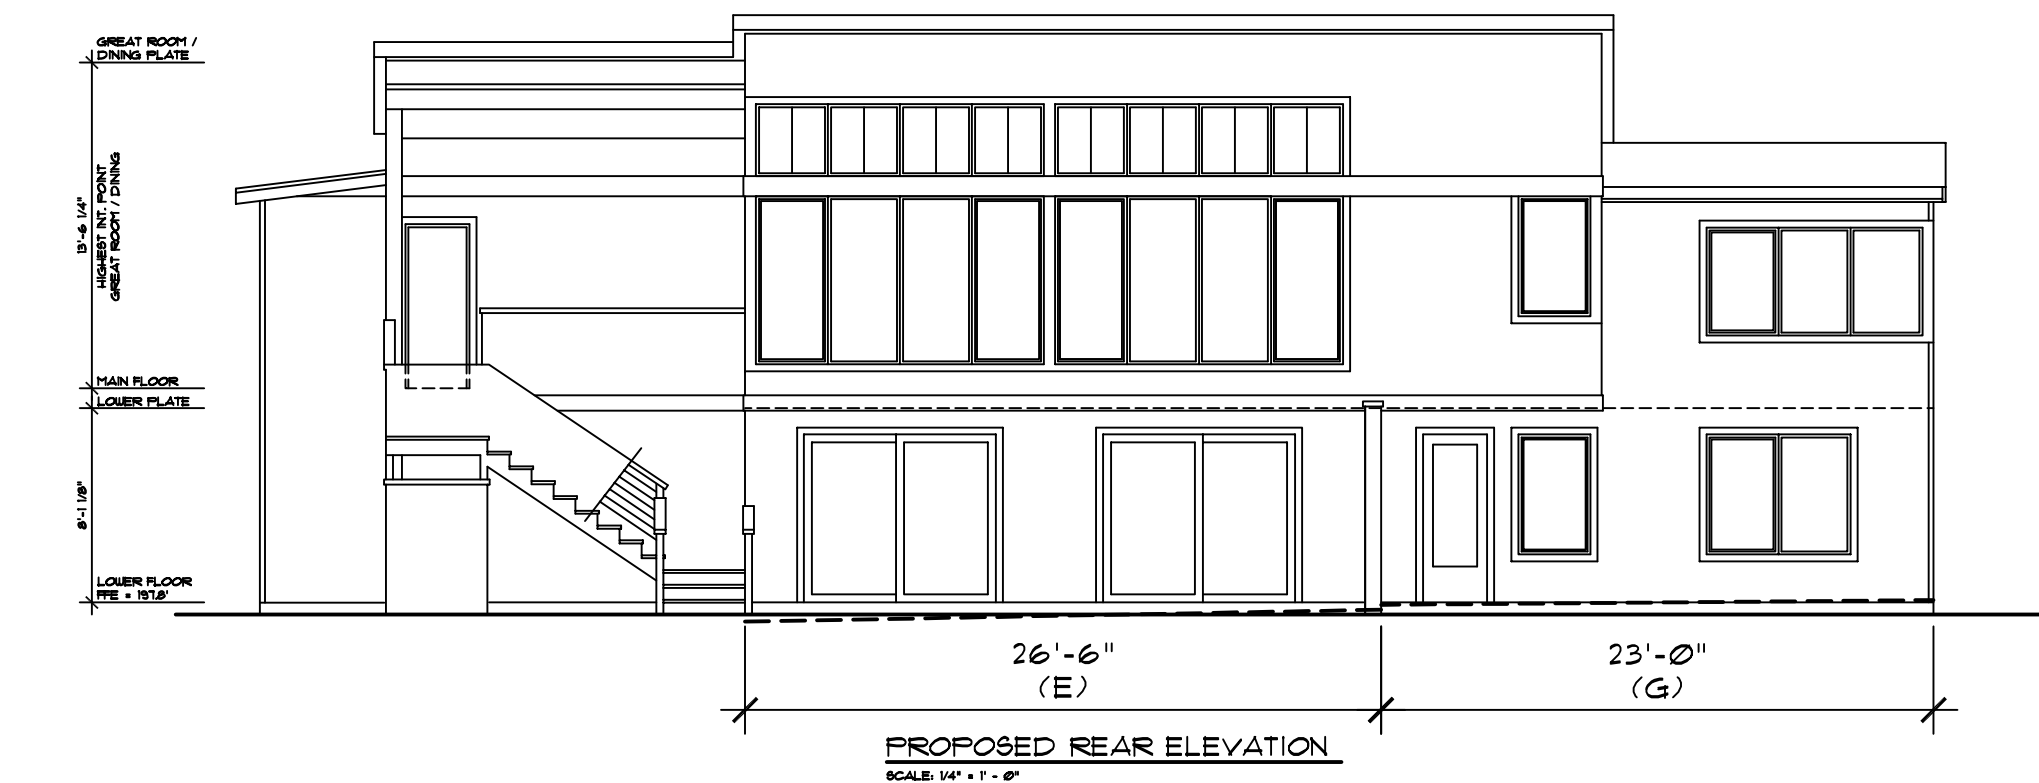 GREAT ROOM /
DINING PLATE
13'-6 1/4"
HIGHEST INT. POINT
GREAT ROOM / DINING
MAIN FLOOR
LOWER PLATE
8'-1 1/8"
LOWER FLOOR
FFE = 197.8'
26'-6"
(E)
23'-0"
(G)
PROPOSED REAR ELEVATION
SCALE: 1/4" = 1' - 0"